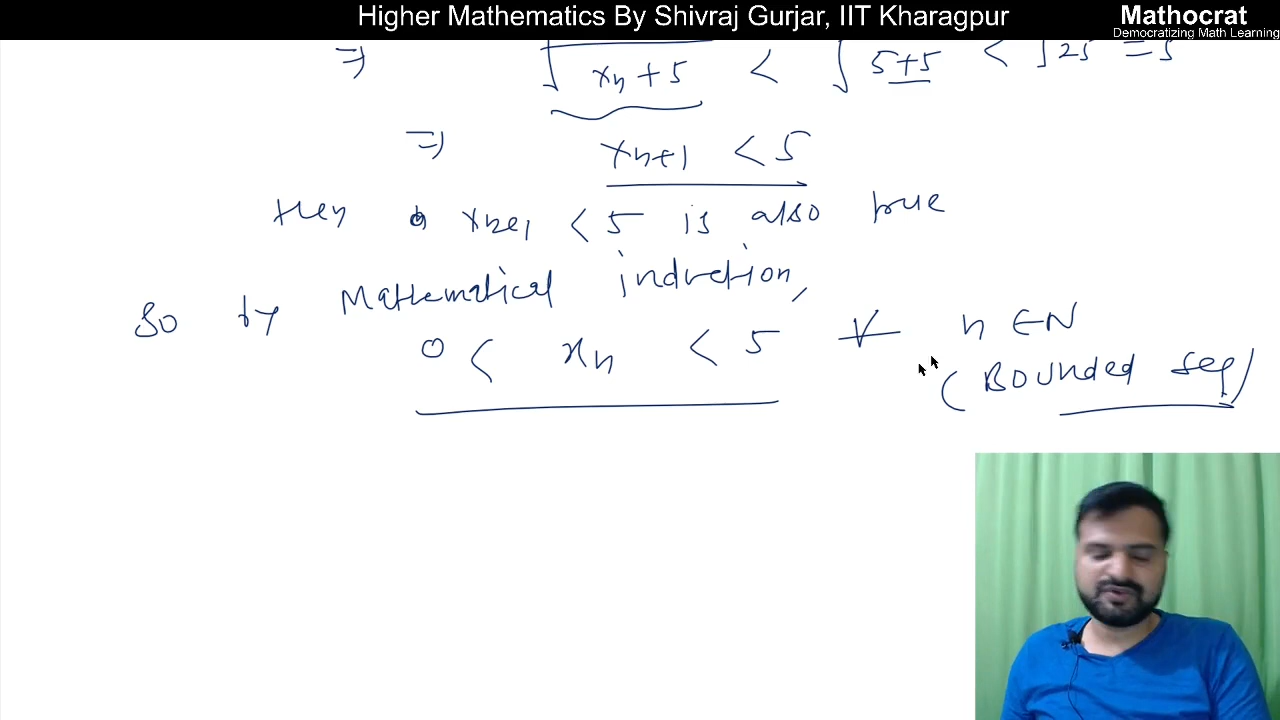 Higher Mathematics By Shivraj Gurjar, IIT Kharagpur
Mathocrat
Democratizing Math Learning
⇒ √(xn + 5) < √(5+5) < √25 = 5
⇒ xn+1 < 5
then xn+1 < 5 is also true
So by Mathematical induction,
0 < xn < 5 ∀ n ∈ N
(Bounded seq)